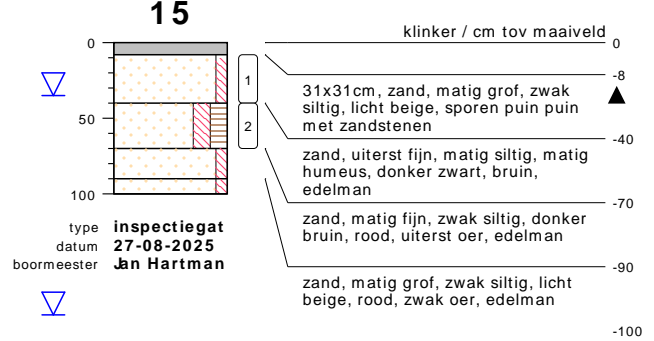 15
klinker / cm tov maaiveld
0
0
-8
31x31cm, zand, matig grof, zwak
siltig, licht beige, sporen puin puin
met zandstenen
1
-40
50
2
zand, uiterst fijn, matig siltig, matig
humeus, donker zwart, bruin,
edelman
-70
100
zand, matig fijn, zwak siltig, donker
bruin, rood, uiterst oer, edelman
type inspectiegat
datum 27-08-2025
boormeester Jan Hartman
-90
zand, matig grof, zwak siltig, licht
beige, rood, zwak oer, edelman
-100